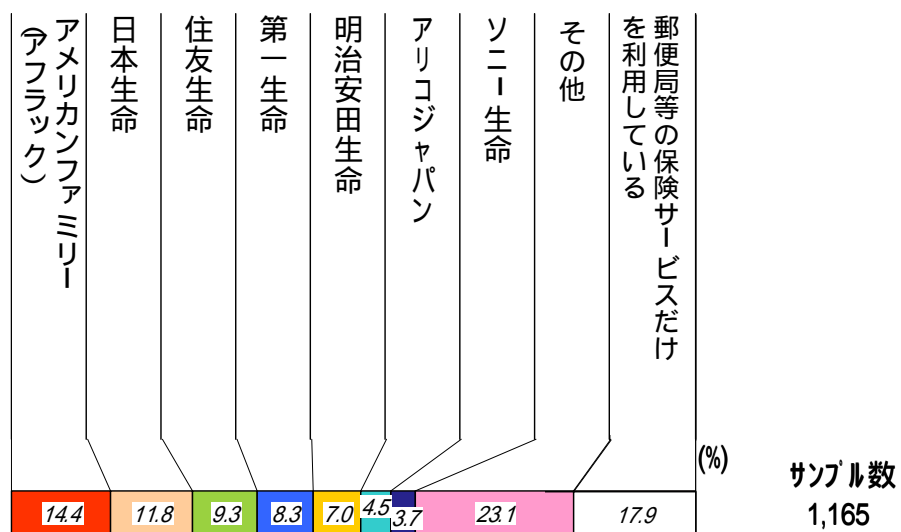 アメリカンファミリー
(アフラック)
日本生命
住友生命
第一生命
明治安田生命
アリコジャパン
ソニー生命
その他
郵便局等の保険サービスだけ
を利用している
(%)
サンプル数
14.4 11.8 9.3 8.3 7.0 4.5 3.7 23.1 17.9 1,165